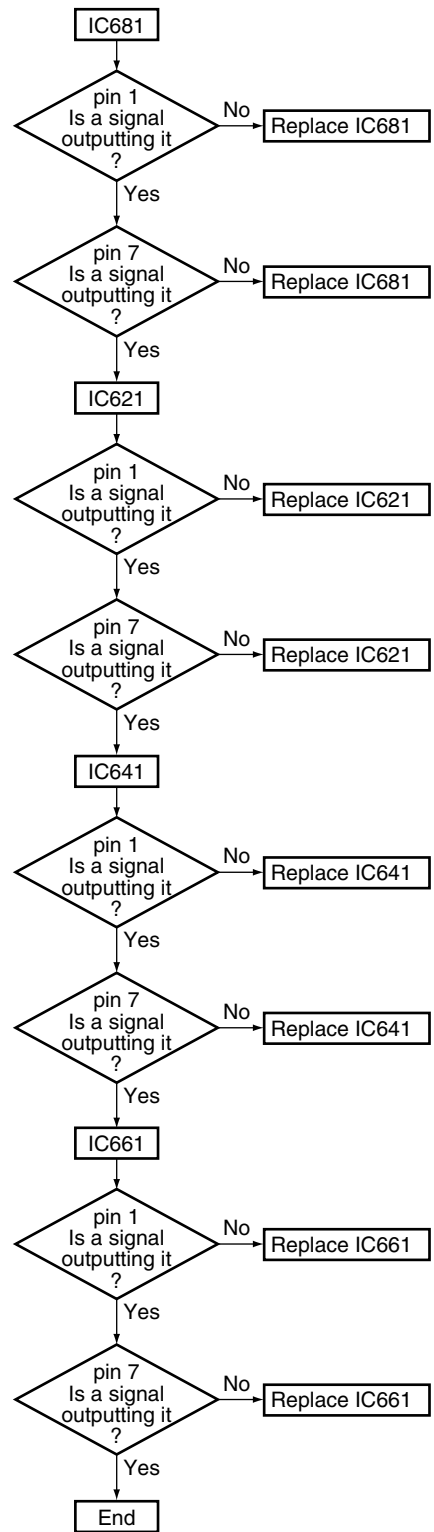 IC681
pin 1
Is a signal
outputting it
?
No
Replace IC681
Yes
pin 7
Is a signal
outputting it
?
No
Replace IC681
Yes
IC621
pin 1
Is a signal
outputting it
?
No
Replace IC621
Yes
pin 7
Is a signal
outputting it
?
No
Replace IC621
Yes
IC641
pin 1
Is a signal
outputting it
?
No
Replace IC641
Yes
pin 7
Is a signal
outputting it
?
No
Replace IC641
Yes
IC661
pin 1
Is a signal
outputting it
?
No
Replace IC661
Yes
pin 7
Is a signal
outputting it
?
No
Replace IC661
Yes
End